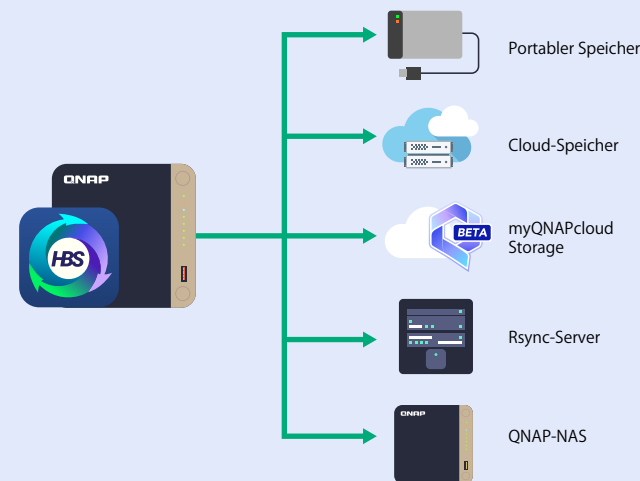 QNAP
HBS
Portabler Speicher
Cloud-Speicher
BETA
myQNAPcloud
Storage
Rsync-Server
QNAP
QNAP-NAS